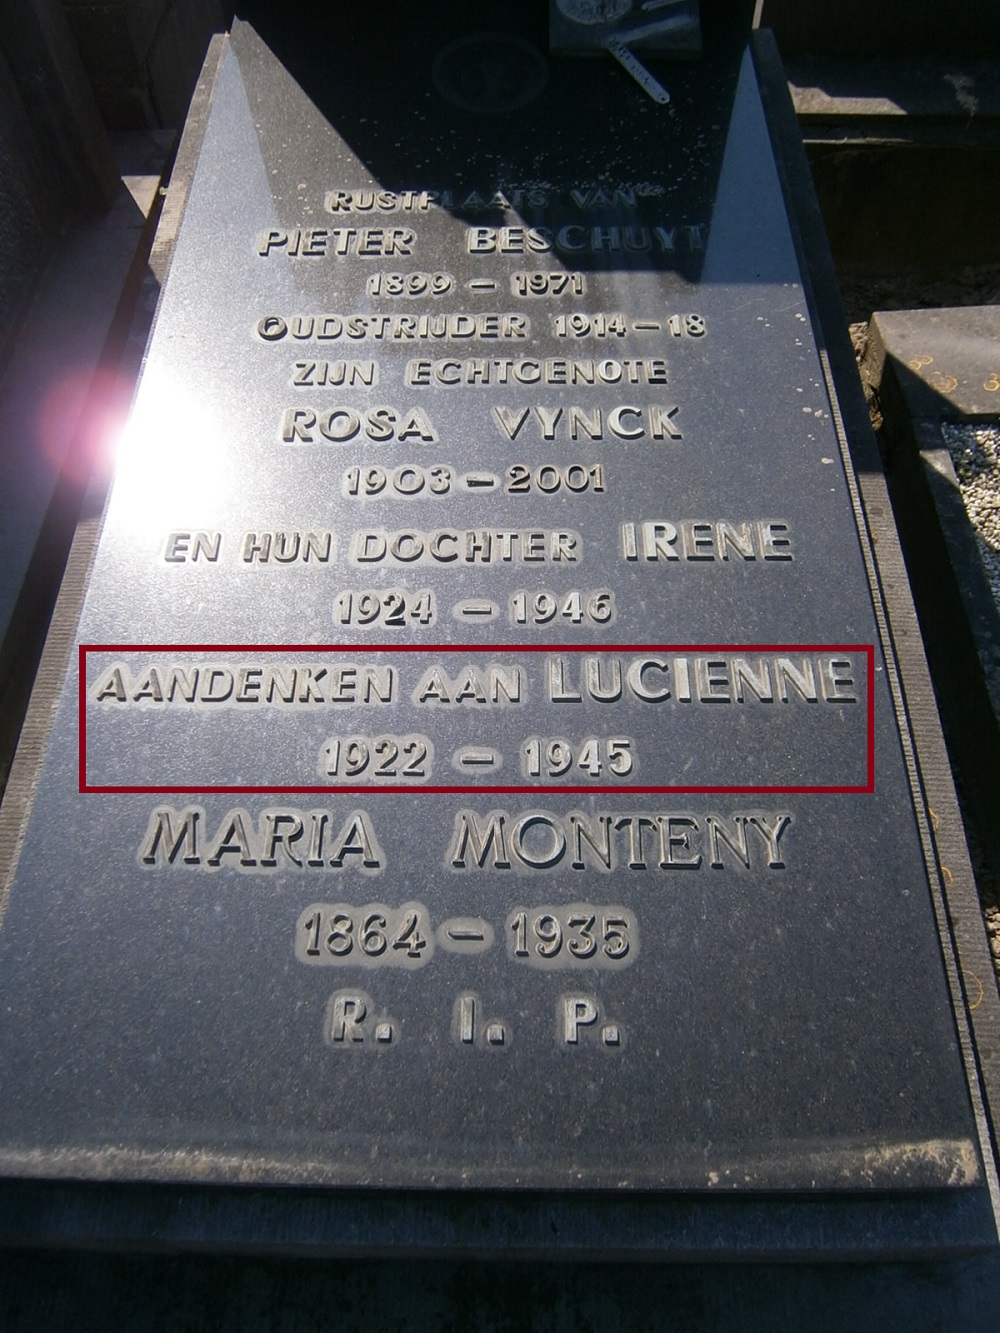 RUSTPLAATS VAN
PIETER BESCHUYT
1899 - 1971
OUDSTRIJDER 1914 - 18
ZIJN ECHTGENOTE
ROSA VYNCK
1903 - 2001
EN HUN DOCHTER IRENE
1924 - 1946
AANDENKEN AAN LUCIENNE
1922 - 1945
MARIA MONTENY
1864 - 1935
R. I. P.